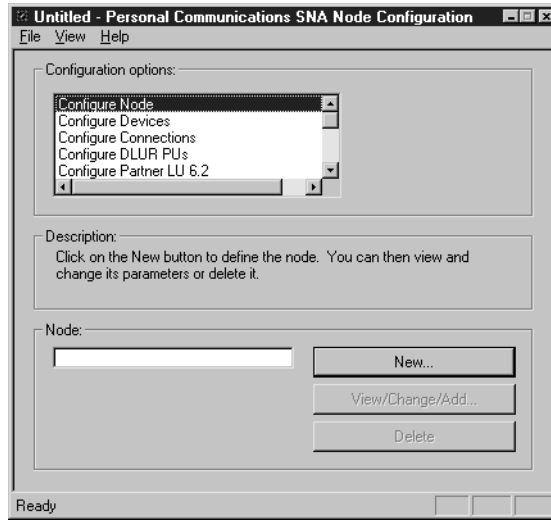 Untitled - Personal Communications SNA Node Configuration
File View Help
Configuration options:
Configure Node
Configure Devices
Configure Connections
Configure DLUR PUs
Configure Partner LU 6.2
Description:
Click on the New button to define the node. You can then view and
change its parameters or delete it.
Node:
New...
View/Change/Add...
Delete
Ready